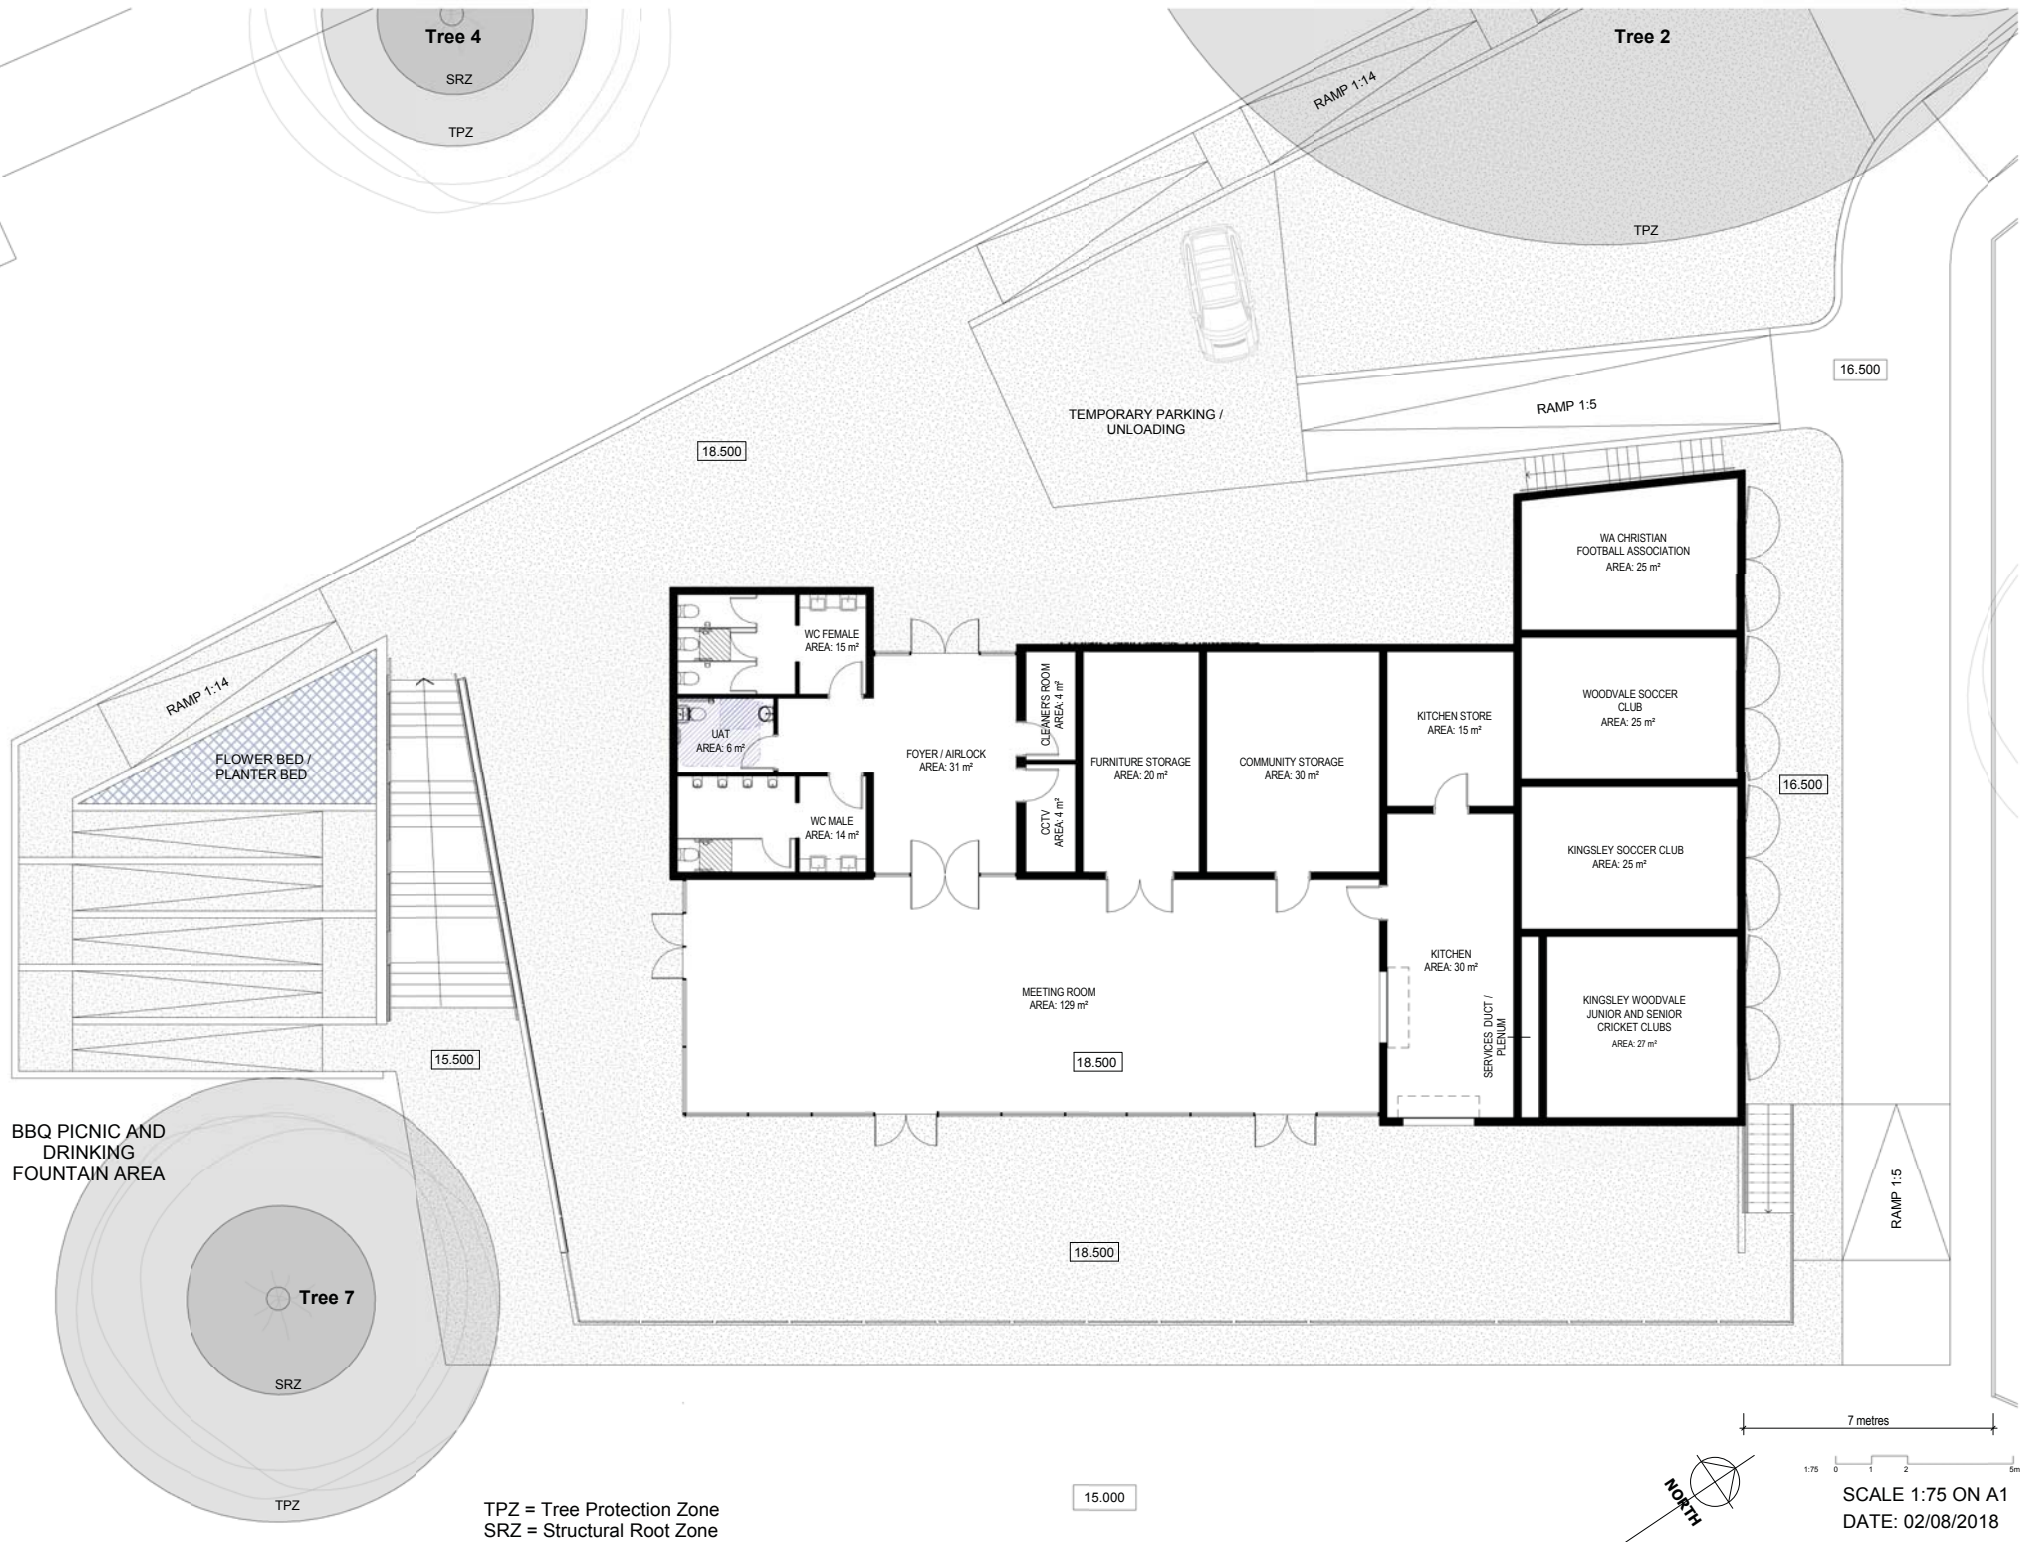 Tree 4
SRZ
TPZ
Tree 2
RAMP 1:14
TPZ
16.500
RAMP 1:5
TEMPORARY PARKING /
UNLOADING
18.500
WA CHRISTIAN
FOOTBALL ASSOCIATION
AREA: 25 m²
WC FEMALE
AREA: 15 m²
CLEANER'S ROOM
AREA: 4 m²
WOODVALE SOCCER
CLUB
AREA: 25 m²
KITCHEN STORE
AREA: 15 m²
RAMP 1:14
UAT
AREA: 6 m²
FOYER / AIRLOCK
AREA: 31 m²
FURNITURE STORAGE
AREA: 20 m²
COMMUNITY STORAGE
AREA: 30 m²
FLOWER BED /
PLANTER BED
16.500
CCTV
AREA: 4 m²
WC MALE
AREA: 14 m²
KINGSLEY SOCCER CLUB
AREA: 25 m²
KITCHEN
AREA: 30 m²
MEETING ROOM
AREA: 129 m²
SERVICES DUCT /
PLENUM
KINGSLEY WOODVALE
JUNIOR AND SENIOR
CRICKET CLUBS
AREA: 27 m²
15.500
18.500
BBQ PICNIC AND
DRINKING
FOUNTAIN AREA
RAMP 1:5
18.500
Tree 7
SRZ
TPZ
7 metres
1:75 0 1 2 5m
NORTH
SCALE 1:75 ON A1
DATE: 02/08/2018
15.000
TPZ = Tree Protection Zone
SRZ = Structural Root Zone